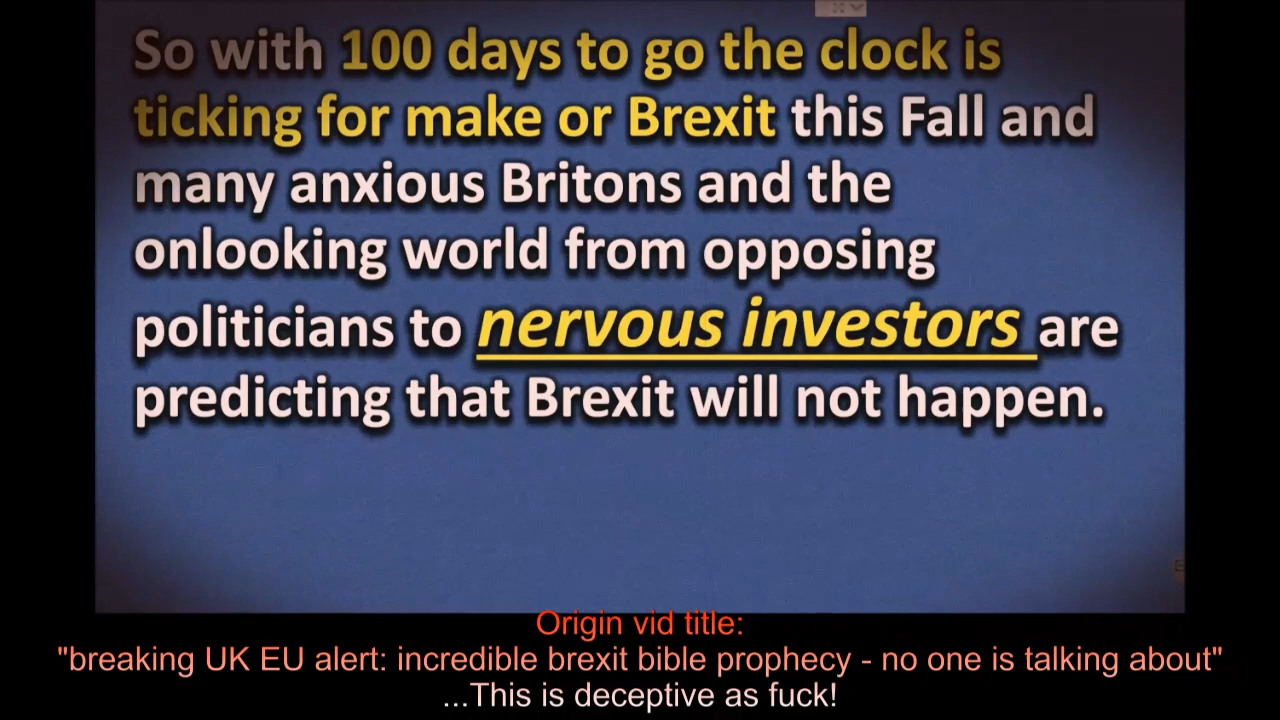 So with 100 days to go the clock is
ticking for make or Brexit this Fall and
many anxious Britons and the
onlooking world from opposing
politicians to nervous investors are
predicting that Brexit will not happen.
Origin vid title:
"breaking UK EU alert: incredible brexit bible prophecy - no one is talking about"
...This is deceptive as fuck!